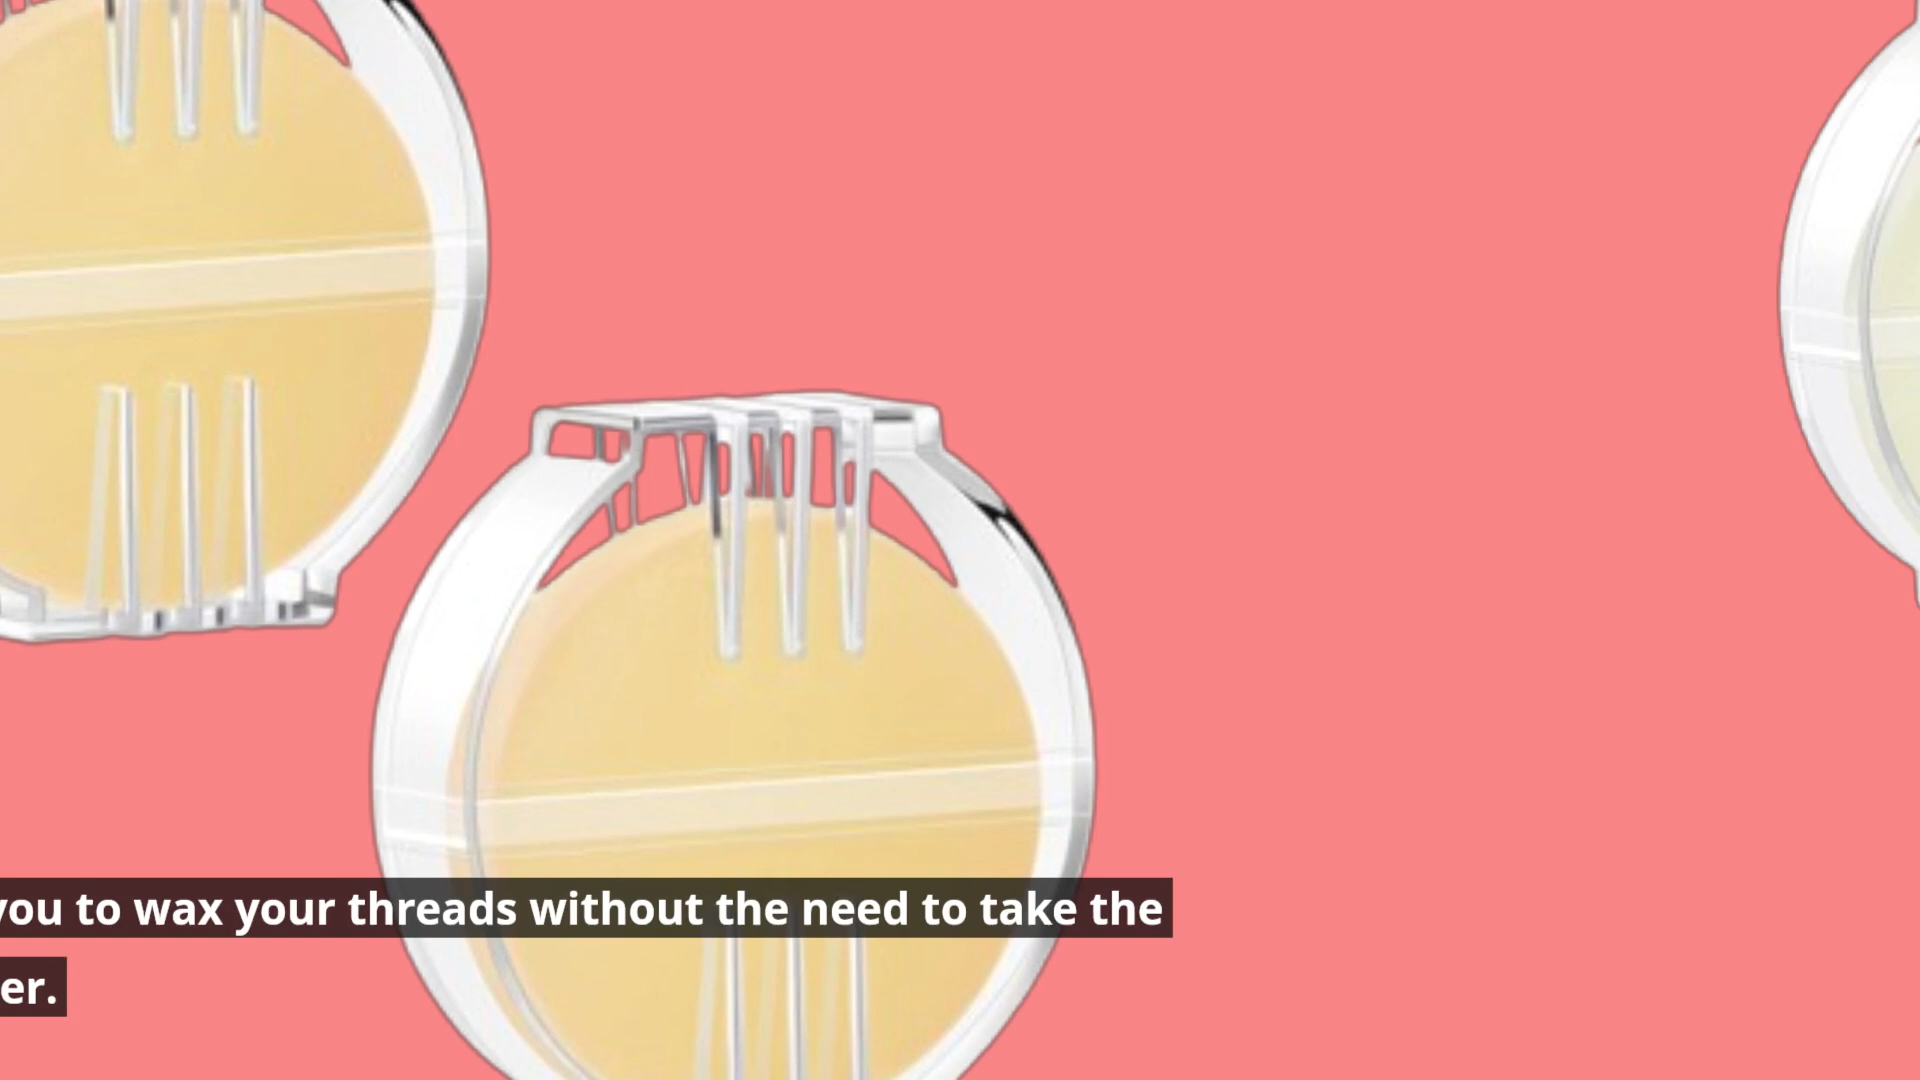 you to wax your threads without the need to take the
er.